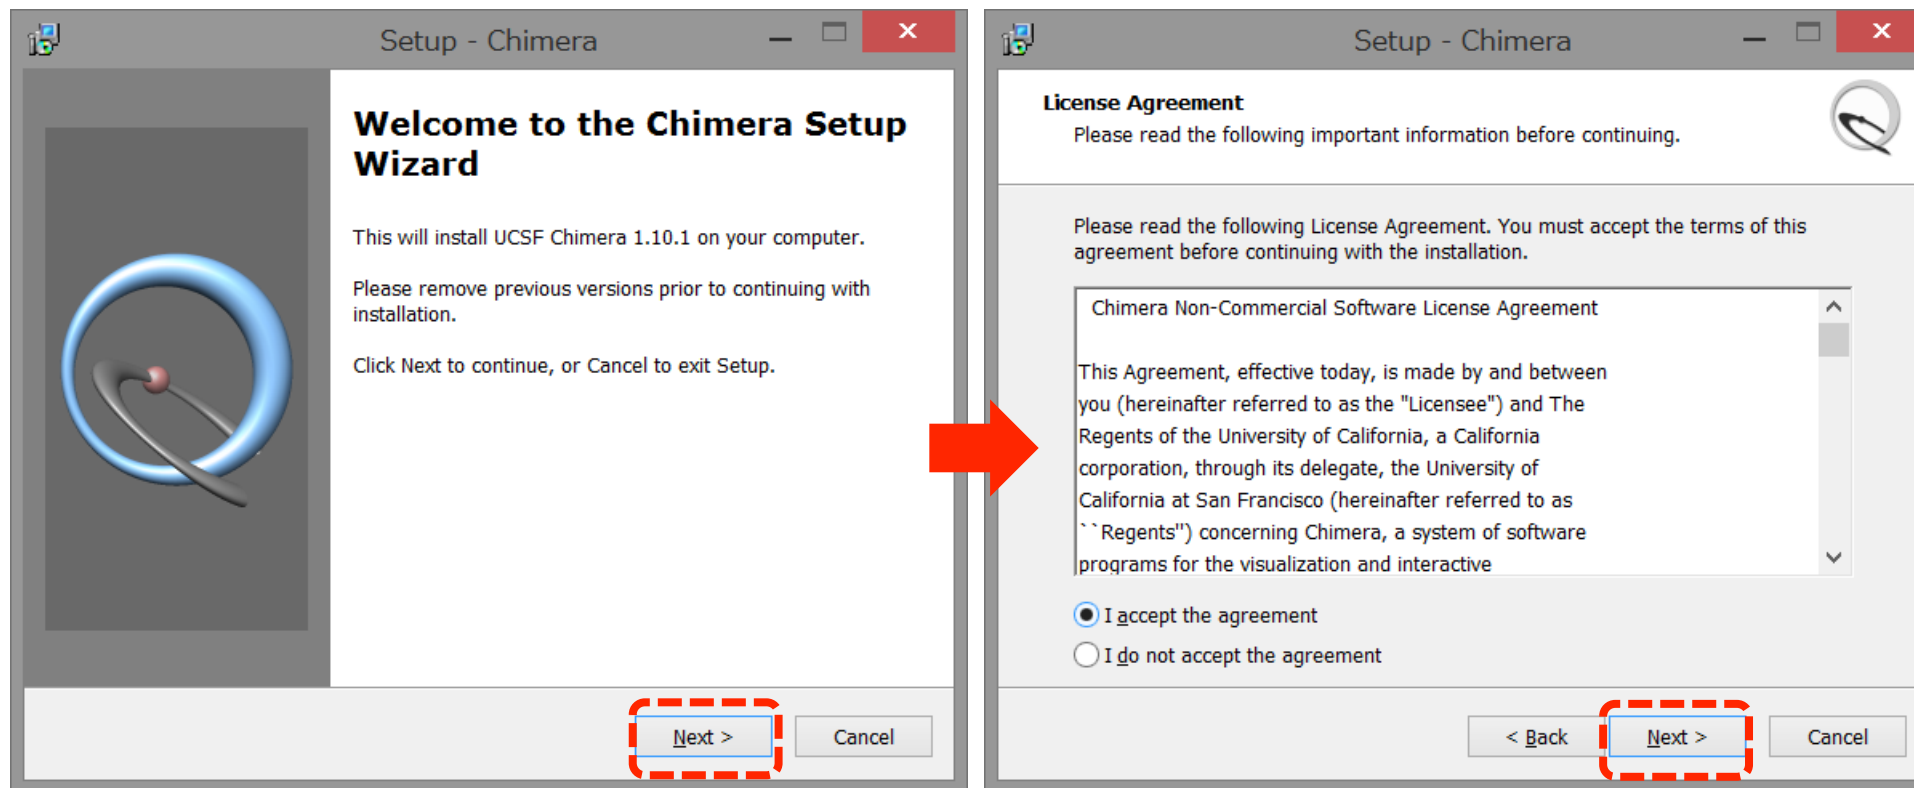 Setup - Chimera
Welcome to the Chimera Setup
Wizard
This will install UCSF Chimera 1.10.1 on your computer.
Please remove previous versions prior to continuing with
installation.
Click Next to continue, or Cancel to exit Setup.
Next >
Cancel
Setup - Chimera
License Agreement
Please read the following important information before continuing.
Please read the following License Agreement. You must accept the terms of this
agreement before continuing with the installation.
Chimera Non-Commercial Software License Agreement
This Agreement, effective today, is made by and between
you (hereinafter referred to as the "Licensee") and The
Regents of the University of California, a California
corporation, through its delegate, the University of
California at San Francisco (hereinafter referred to as
``Regents") concerning Chimera, a system of software
programs for the visualization and interactive
I accept the agreement
I do not accept the agreement
< Back
Next >
Cancel